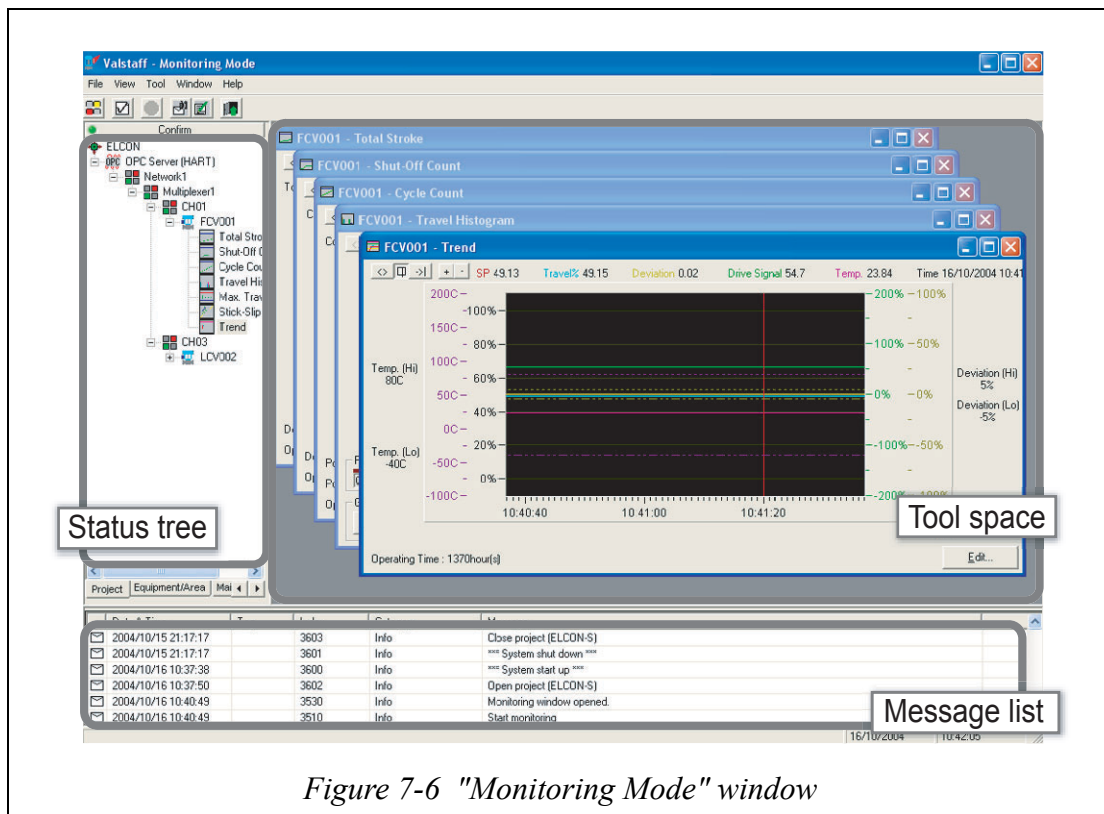 Valstaff - Monitoring Mode
File View Tool Window Help
Confirm
ELCON
OPC OPC Server (HART)
Network1
Multiplexer1
CH01
FCV001
Total Stro
Shut-Off C
Cycle Cou
Travel His
Max. Trav
Stick-Slip
Trend
CH03
LCV002
Status tree
Project Equipment/Area Mai
FCV001 - Total Stroke
FCV001 - Shut-Off Count
FCV001 - Cycle Count
FCV001 - Travel Histogram
FCV001 - Trend
SP 49.13 Travel% 49.15 Deviation 0.02 Drive Signal 54.7 Temp. 23.84 Time 16/10/2004 10:41
200C 200% 100%
100%
150C
80% 100% 50%
100C
Temp. (Hi)
80C
60%
Deviation (Hi)
5%
50C 0% 0%
40%
Deviation (Lo)
-5%
0C
20% -100% -50%
Temp. (Lo)
-40C
-50C
0%
-100C -200% -100%
10:40:40 10:41:00 10:41:20
Tool space
Operating Time : 1370hour(s) Edit...
2004/10/15 21:17:17 3603 Info Close project (ELCON-S)
2004/10/15 21:17:17 3601 Info *** System shut down ***
2004/10/16 10:37:38 3600 Info *** System start up ***
2004/10/16 10:37:50 3602 Info Open project (ELCON-S)
2004/10/16 10:40:49 3530 Info Monitoring window opened.
2004/10/16 10:40:49 3510 Info Start monitoring
Message list
16/10/2004 10:42:05
Figure 7-6 "Monitoring Mode" window